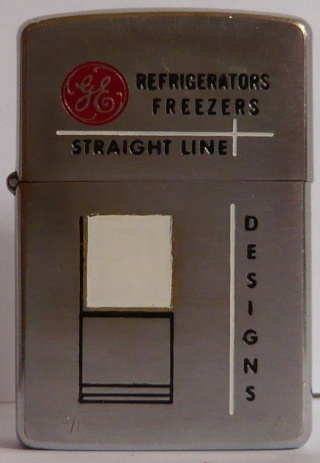 GE
REFRIGERATORS
FREEZERS
STRAIGHT LINE
DESIGNS